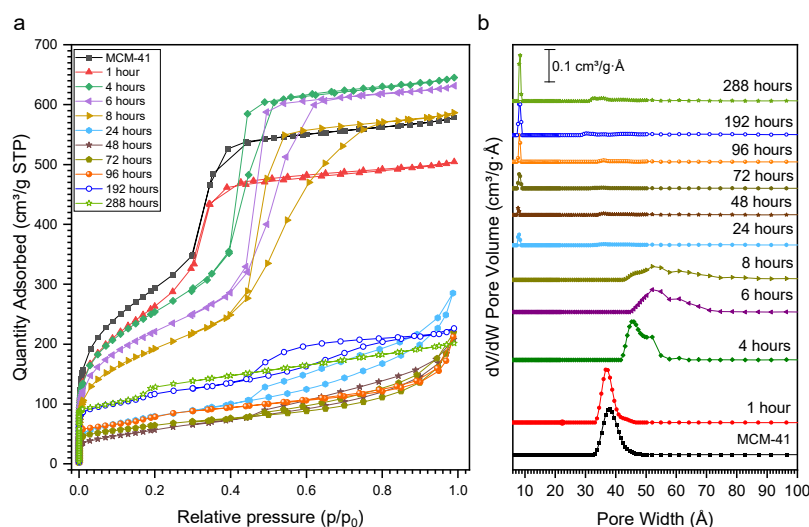 a
700
600
500
400
300
200
100
0
Quantity Adsorbed (cm³/g STP)
MCM-41
1 hour
4 hours
6 hours
8 hours
24 hours
48 hours
72 hours
96 hours
192 hours
288 hours
0.0 0.2 0.4 0.6 0.8 1.0
Relative pressure (p/p₀)
b
0.1 cm³/g·Å
dV/dW Pore Volume (cm³/g·Å)
288 hours
192 hours
96 hours
72 hours
48 hours
24 hours
8 hours
6 hours
4 hours
1 hour
MCM-41
10 20 30 40 50 60 70 80 90 100
Pore Width (Å)